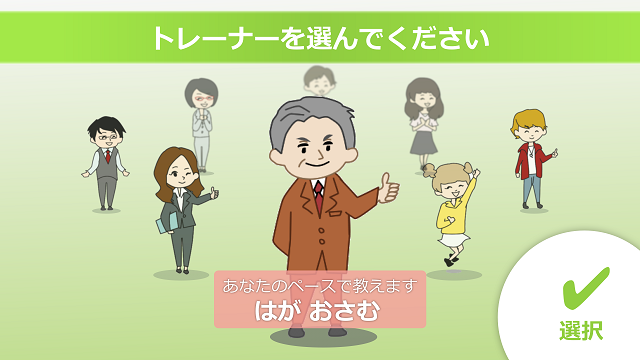 トレーナーを選んでください
あなたのペースで教えます
はが おさむ
選択